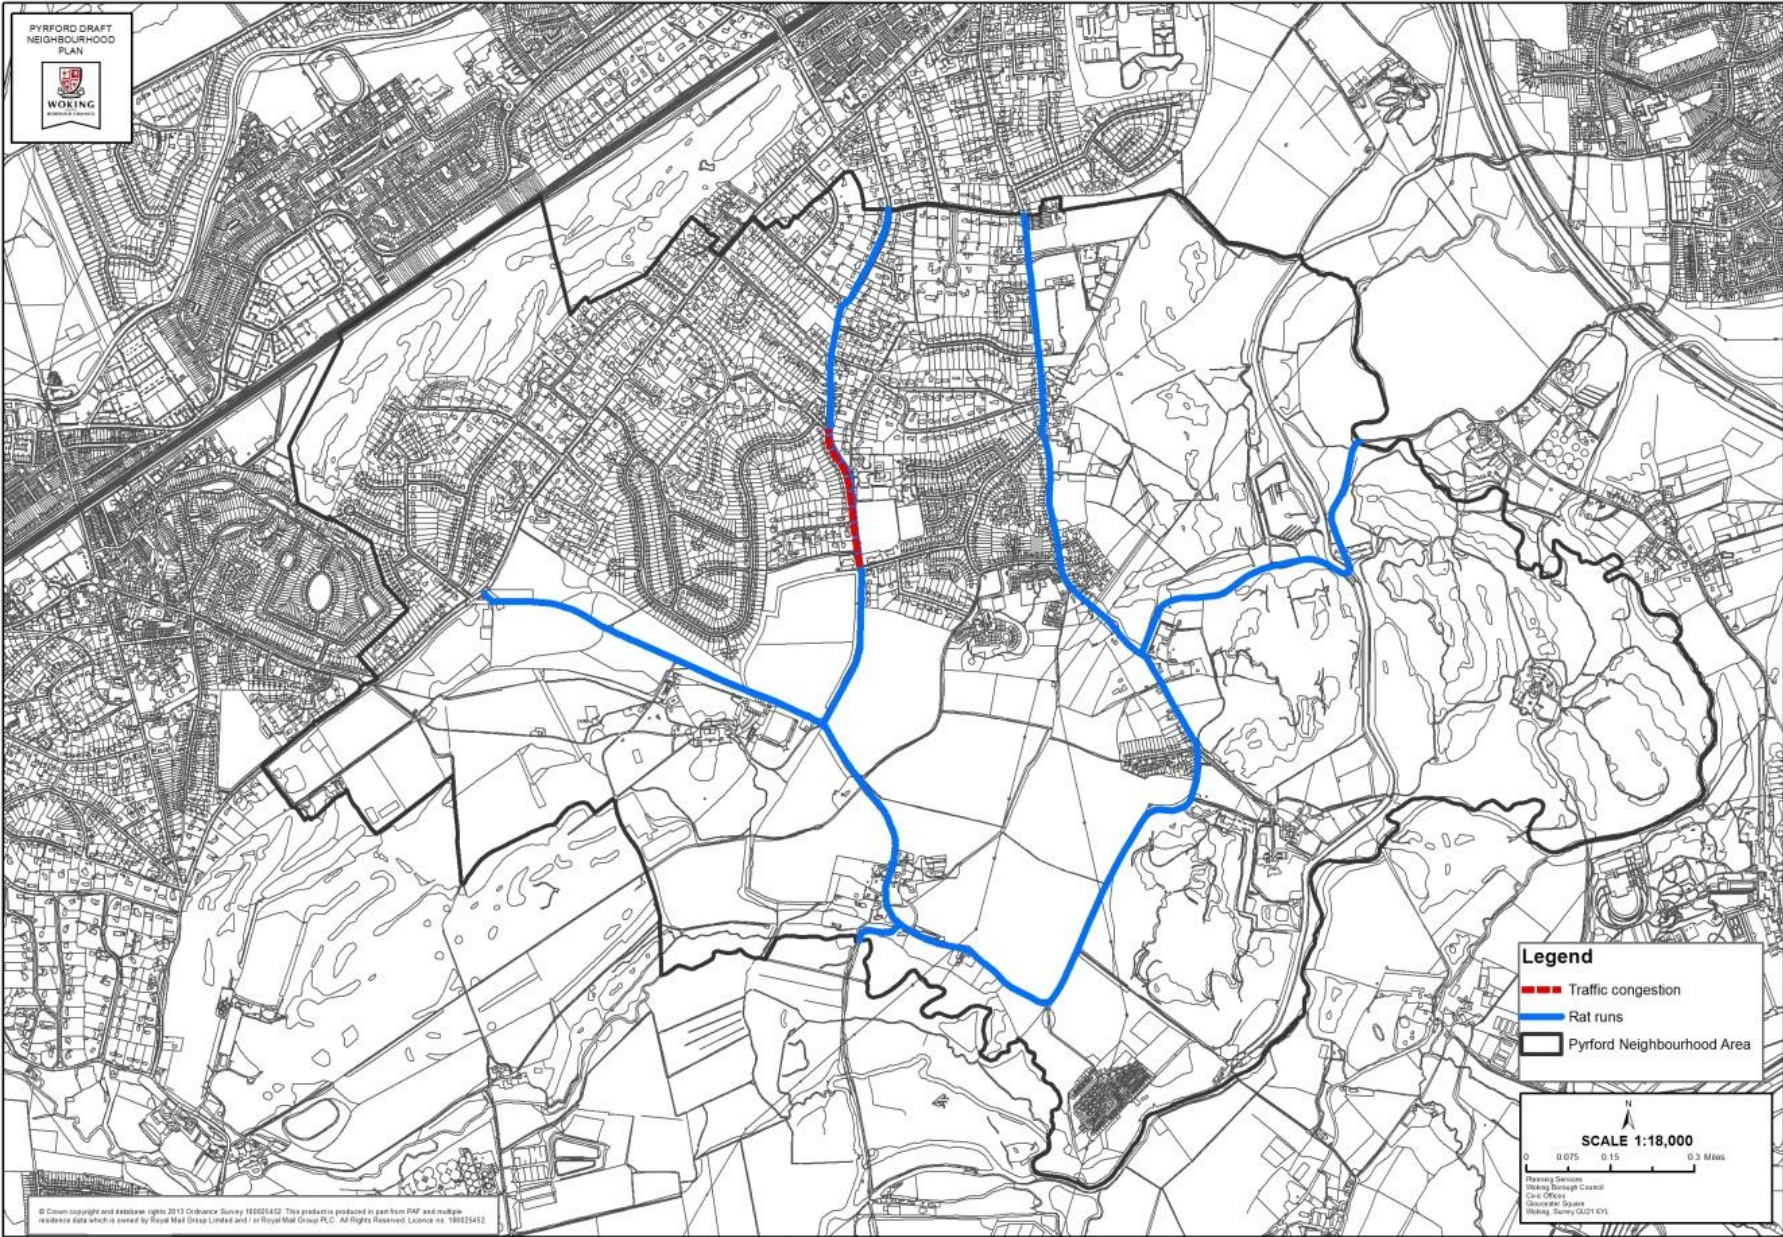 PYRFORD DRAFT
NEIGHBOURHOOD
PLAN
WOKING
BOROUGH COUNCIL
Legend
Traffic congestion
Rat runs
Pyrford Neighbourhood Area
N
SCALE 1:18,000
0 0.075 0.15 0.3 Miles
Planning Services
Woking Borough Council
Civic Offices
Gloucester Square
Woking, Surrey GU21 6YL
© Crown copyright and database rights 2013 Ordnance Survey 100025452. This product is produced in part from PAF and multiple
residence data which is owned by Royal Mail Group Limited and / or Royal Mail Group PLC. All Rights Reserved, Licence no. 100025452.